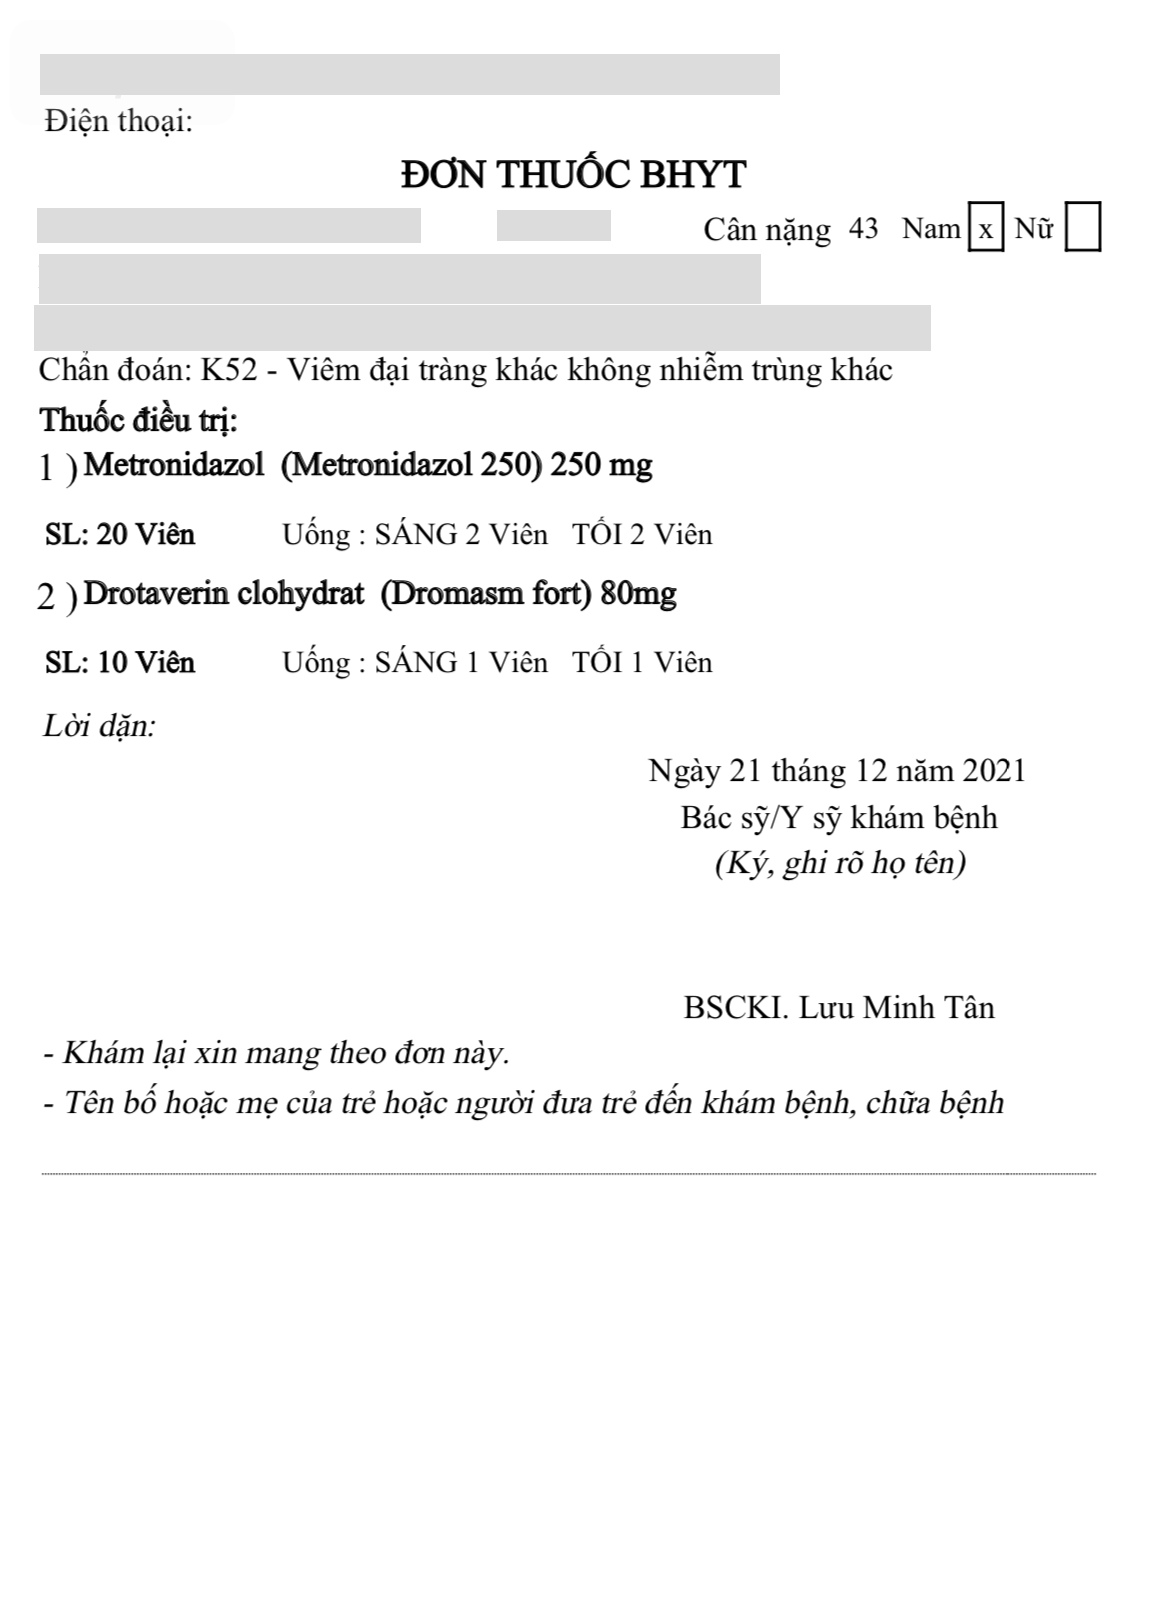 Điện thoại:
ĐƠN THUỐC BHYT
Cân nặng 43 Nam x Nữ
Chẩn đoán: K52 - Viêm đại tràng khác không nhiễm trùng khác
Thuốc điều trị:
1 ) Metronidazol (Metronidazol 250) 250 mg
SL: 20 Viên Uống : SÁNG 2 Viên TỐI 2 Viên
2 ) Drotaverin clohydrat (Dromasm fort) 80mg
SL: 10 Viên Uống : SÁNG 1 Viên TỐI 1 Viên
Lời dặn:
Ngày 21 tháng 12 năm 2021
Bác sỹ/Y sỹ khám bệnh
(Ký, ghi rõ họ tên)
BSCKI. Lưu Minh Tân
- Khám lại xin mang theo đơn này.
- Tên bố hoặc mẹ của trẻ hoặc người đưa trẻ đến khám bệnh, chữa bệnh